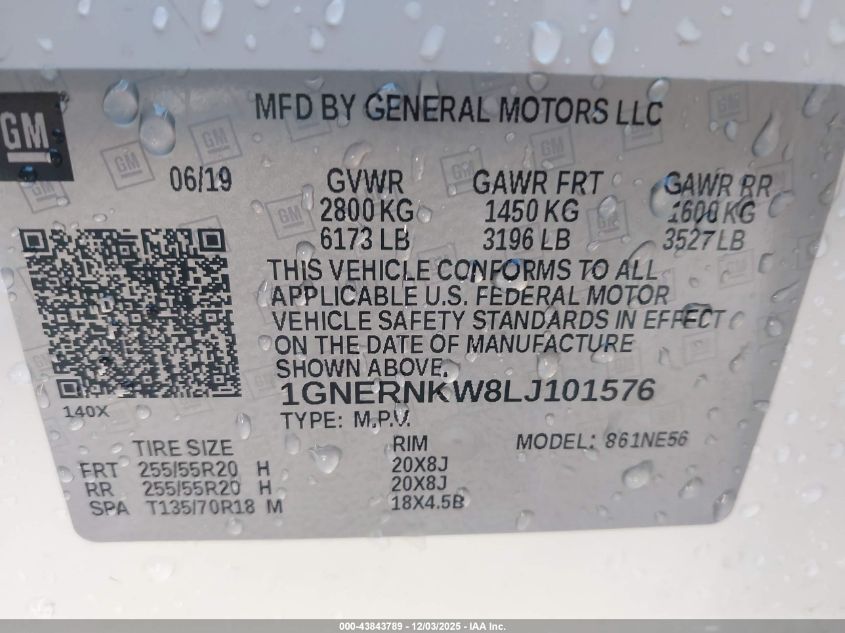 GM
MFD BY GENERAL MOTORS LLC
06/19 GVWR GAWR FRT GAWR RR
2800 KG 1450 KG 1600 KG
6173 LB 3196 LB 3527 LB
THIS VEHICLE CONFORMS TO ALL
APPLICABLE U.S. FEDERAL MOTOR
VEHICLE SAFETY STANDARDS IN EFFECT
ON THE DATE OF MANUFACTURE
SHOWN ABOVE.
1GNERNKW8LJ101576
140X
TYPE: M.P.V.
MODEL: 861NE56
TIRE SIZE RIM
FRT 255/55R20 H 20X8J
RR 255/55R20 H 20X8J
SPA T135/70R18 M 18X4.5B
000-43843789 - 12/03/2025 - IAA Inc.